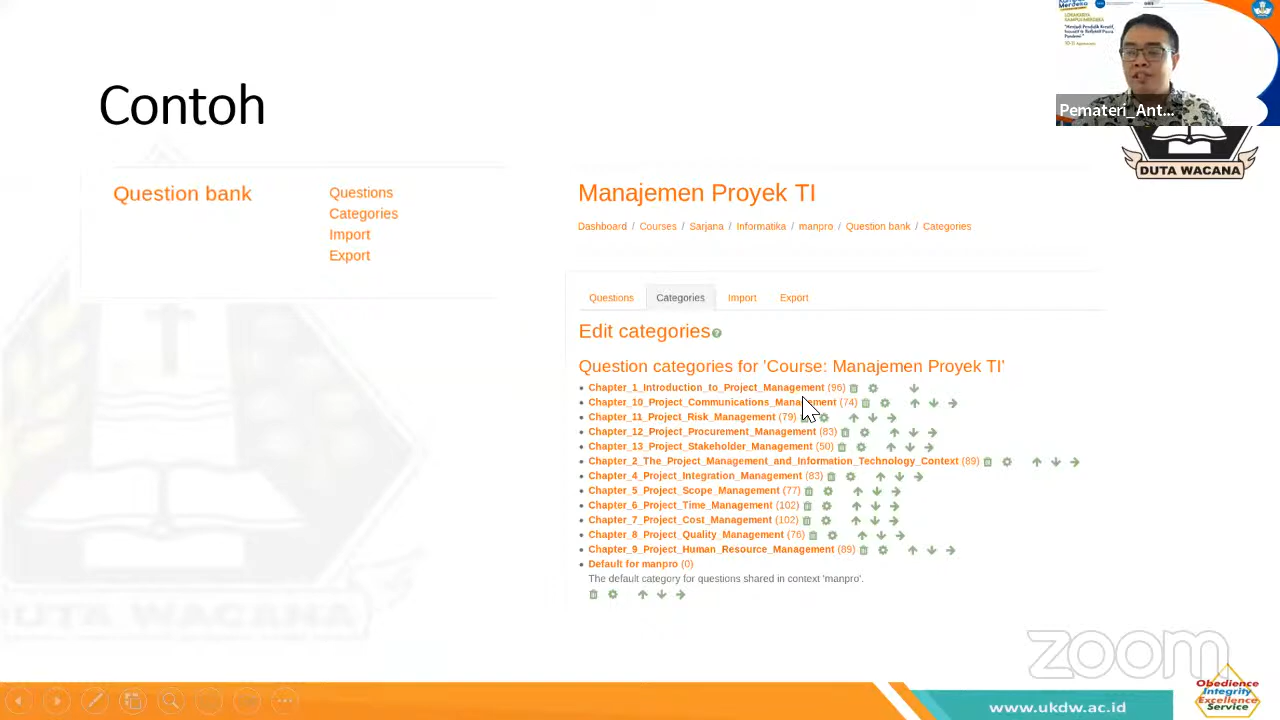 Contoh
Question bank
Questions
Categories
Import
Export
Manajemen Proyek TI
Dashboard / Courses / Sarjana / Informatika / manpro / Question bank / Categories
Questions Categories Import Export
Edit categories
Question categories for 'Course: Manajemen Proyek TI'
Chapter_1_Introduction_to_Project_Management (96)
Chapter_10_Project_Communications_Management (74)
Chapter_11_Project_Risk_Management (79)
Chapter_12_Project_Procurement_Management (83)
Chapter_13_Project_Stakeholder_Management (50)
Chapter_2_The_Project_Management_and_Information_Technology_Context (89)
Chapter_4_Project_Integration_Management (83)
Chapter_5_Project_Scope_Management (77)
Chapter_6_Project_Time_Management (102)
Chapter_7_Project_Cost_Management (102)
Chapter_8_Project_Quality_Management (76)
Chapter_9_Project_Human_Resource_Management (89)
Default for manpro (0)
The default category for questions shared in context 'manpro'.
Pemateri_Ant...
DUTA WACANA
DUTA WACANA
zoom
www.ukdw.ac.id
Obedience
Integrity
Excellence
Service